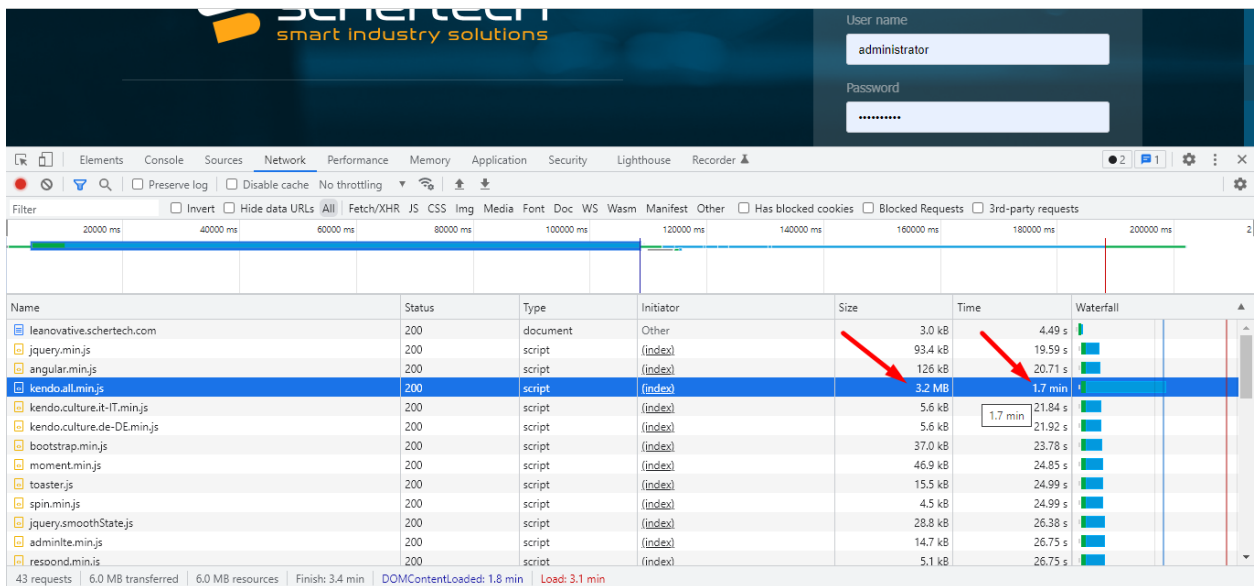 schertech
smart industry solutions
User name
administrator
Password
••••••••••
Elements Console Sources Network Performance Memory Application Security Lighthouse Recorder 2 1
Preserve log Disable cache No throttling
Filter Invert Hide data URLs All Fetch/XHR JS CSS Img Media Font Doc WS Wasm Manifest Other Has blocked cookies Blocked Requests 3rd-party requests
20000 ms 40000 ms 60000 ms 80000 ms 100000 ms 120000 ms 140000 ms 160000 ms 180000 ms 200000 ms 2
Name Status Type Initiator Size Time Waterfall
leanovative.schertech.com 200 document Other 3.0 kB 4.49 s
jquery.min.js 200 script (index) 93.4 kB 19.59 s
angular.min.js 200 script (index) 126 kB 20.71 s
kendo.all.min.js 200 script (index) 3.2 MB 1.7 min
kendo.culture.it-IT.min.js 200 script (index) 5.6 kB 21.84 s
1.7 min
kendo.culture.de-DE.min.js 200 script (index) 5.6 kB 21.92 s
bootstrap.min.js 200 script (index) 37.0 kB 23.78 s
moment.min.js 200 script (index) 46.9 kB 24.85 s
toaster.js 200 script (index) 15.5 kB 24.99 s
spin.min.js 200 script (index) 4.5 kB 24.99 s
jquery.smoothState.js 200 script (index) 28.8 kB 26.38 s
adminlte.min.js 200 script (index) 14.7 kB 26.75 s
respond.min.js 200 script (index) 5.1 kB 26.75 s
43 requests 6.0 MB transferred 6.0 MB resources Finish: 3.4 min DOMContentLoaded: 1.8 min Load: 3.1 min